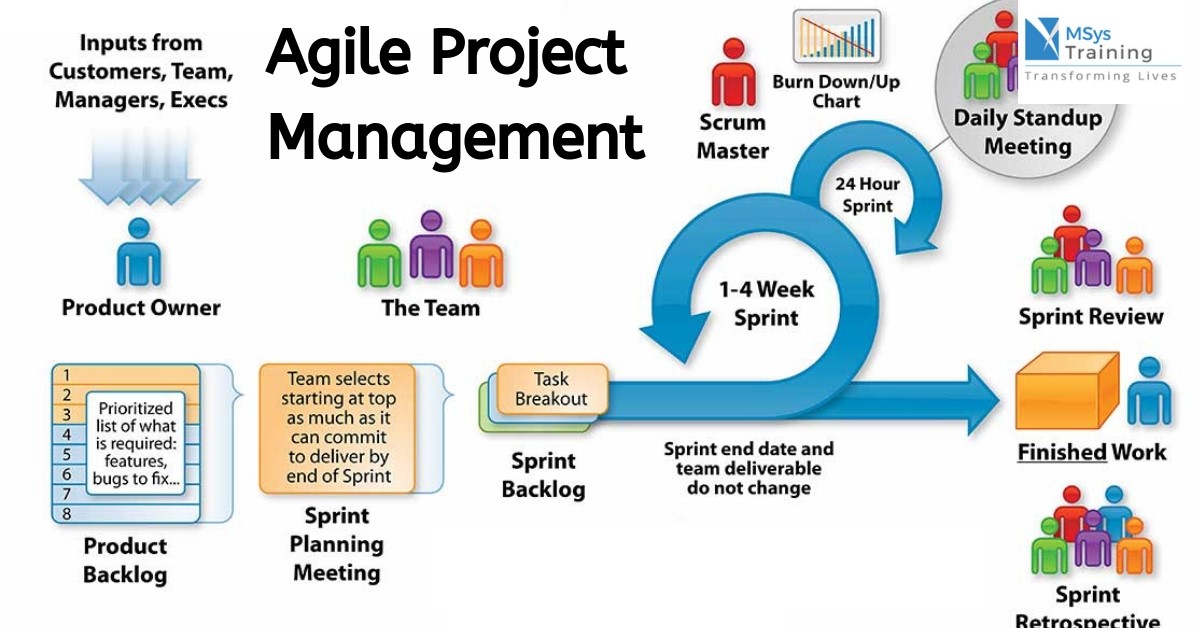 Inputs from
Customers, Team,
Managers, Execs
Agile Project
Management
Product Owner
The Team
Scrum
Master
Burn Down/Up
Chart
MSys
Training
Transforming Lives
Daily Standup
Meeting
24 Hour
Sprint
1-4 Week
Sprint
Sprint Review
1
2
3
4
5
6
7
8
Prioritized
list of what
is required:
features,
bugs to fix...
Product
Backlog
Team selects
starting at top
as much as it
can commit
to deliver by
end of Sprint
Sprint
Planning
Meeting
Task
Breakout
Sprint
Backlog
Sprint end date and
team deliverable
do not change
Finished Work
Sprint
Retrospective